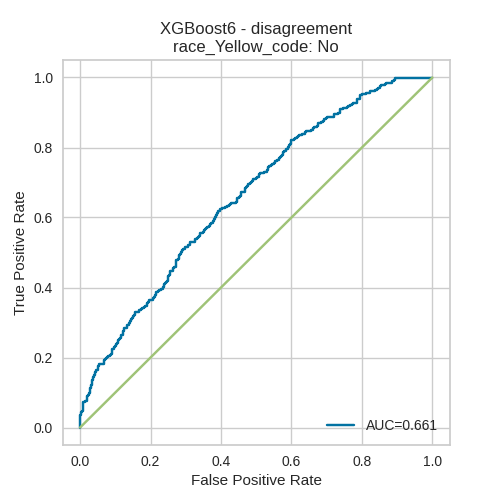 XGBoost6 - disagreement
race_Yellow_code: No
True Positive Rate
1.0
0.8
0.6
0.4
0.2
0.0
AUC=0.661
0.0 0.2 0.4 0.6 0.8 1.0
False Positive Rate